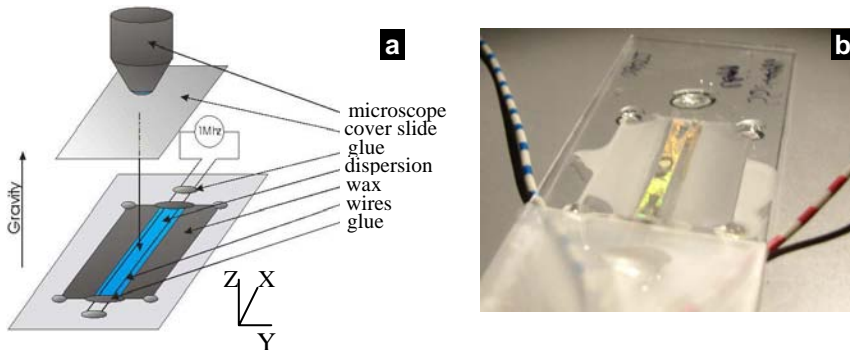 a
b
microscope
cover slide
1Mhz
glue
dispersion
wax
wires
glue
Gravity
Z
X
Y